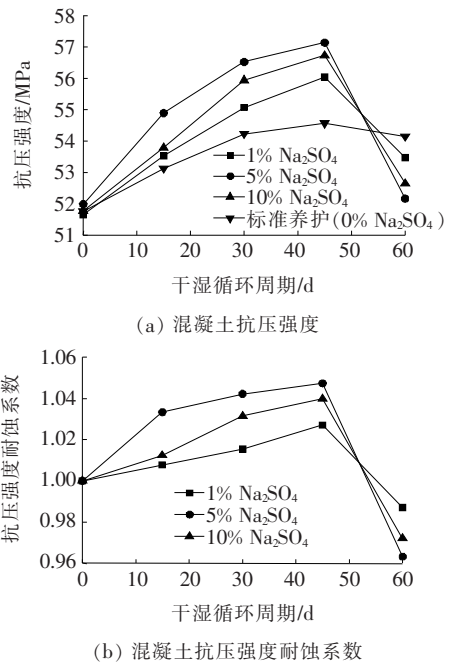 58
57
56
55
54
53
52
51
抗压强度/MPa
1% Na₂SO₄
5% Na₂SO₄
10% Na₂SO₄
标准养护(0% Na₂SO₄)
0 10 20 30 40 50 60
干湿循环周期/d
(a) 混凝土抗压强度
1.06
1.04
1.02
1.00
0.98
0.96
抗压强度耐蚀系数
1% Na₂SO₄
5% Na₂SO₄
10% Na₂SO₄
0 10 20 30 40 50 60
干湿循环周期/d
(b) 混凝土抗压强度耐蚀系数